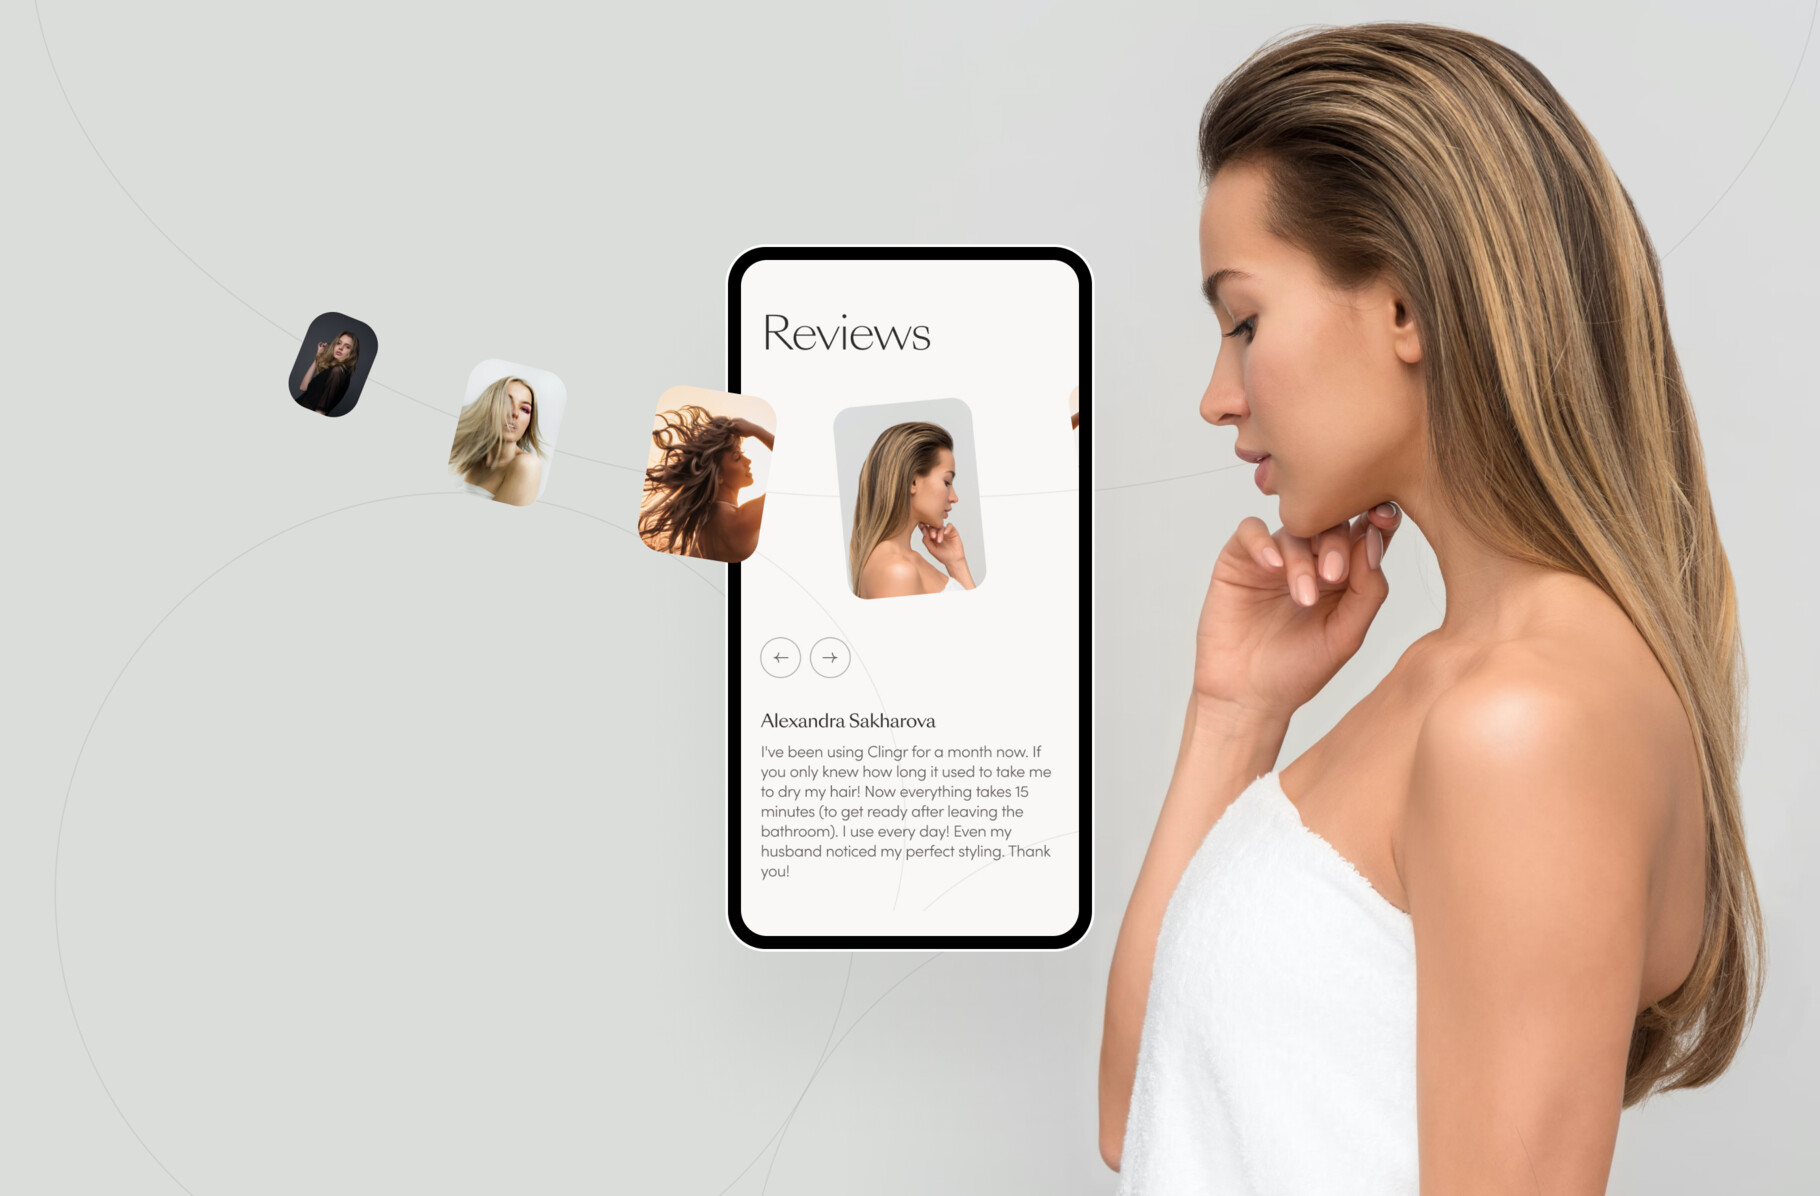 Reviews
Alexandra Sakharova
I've been using Clingr for a month now. If
you only knew how long it used to take me
to dry my hair! Now everything takes 15
minutes (to get ready after leaving the
bathroom). I use every day! Even my
husband noticed my perfect styling. Thank
you!